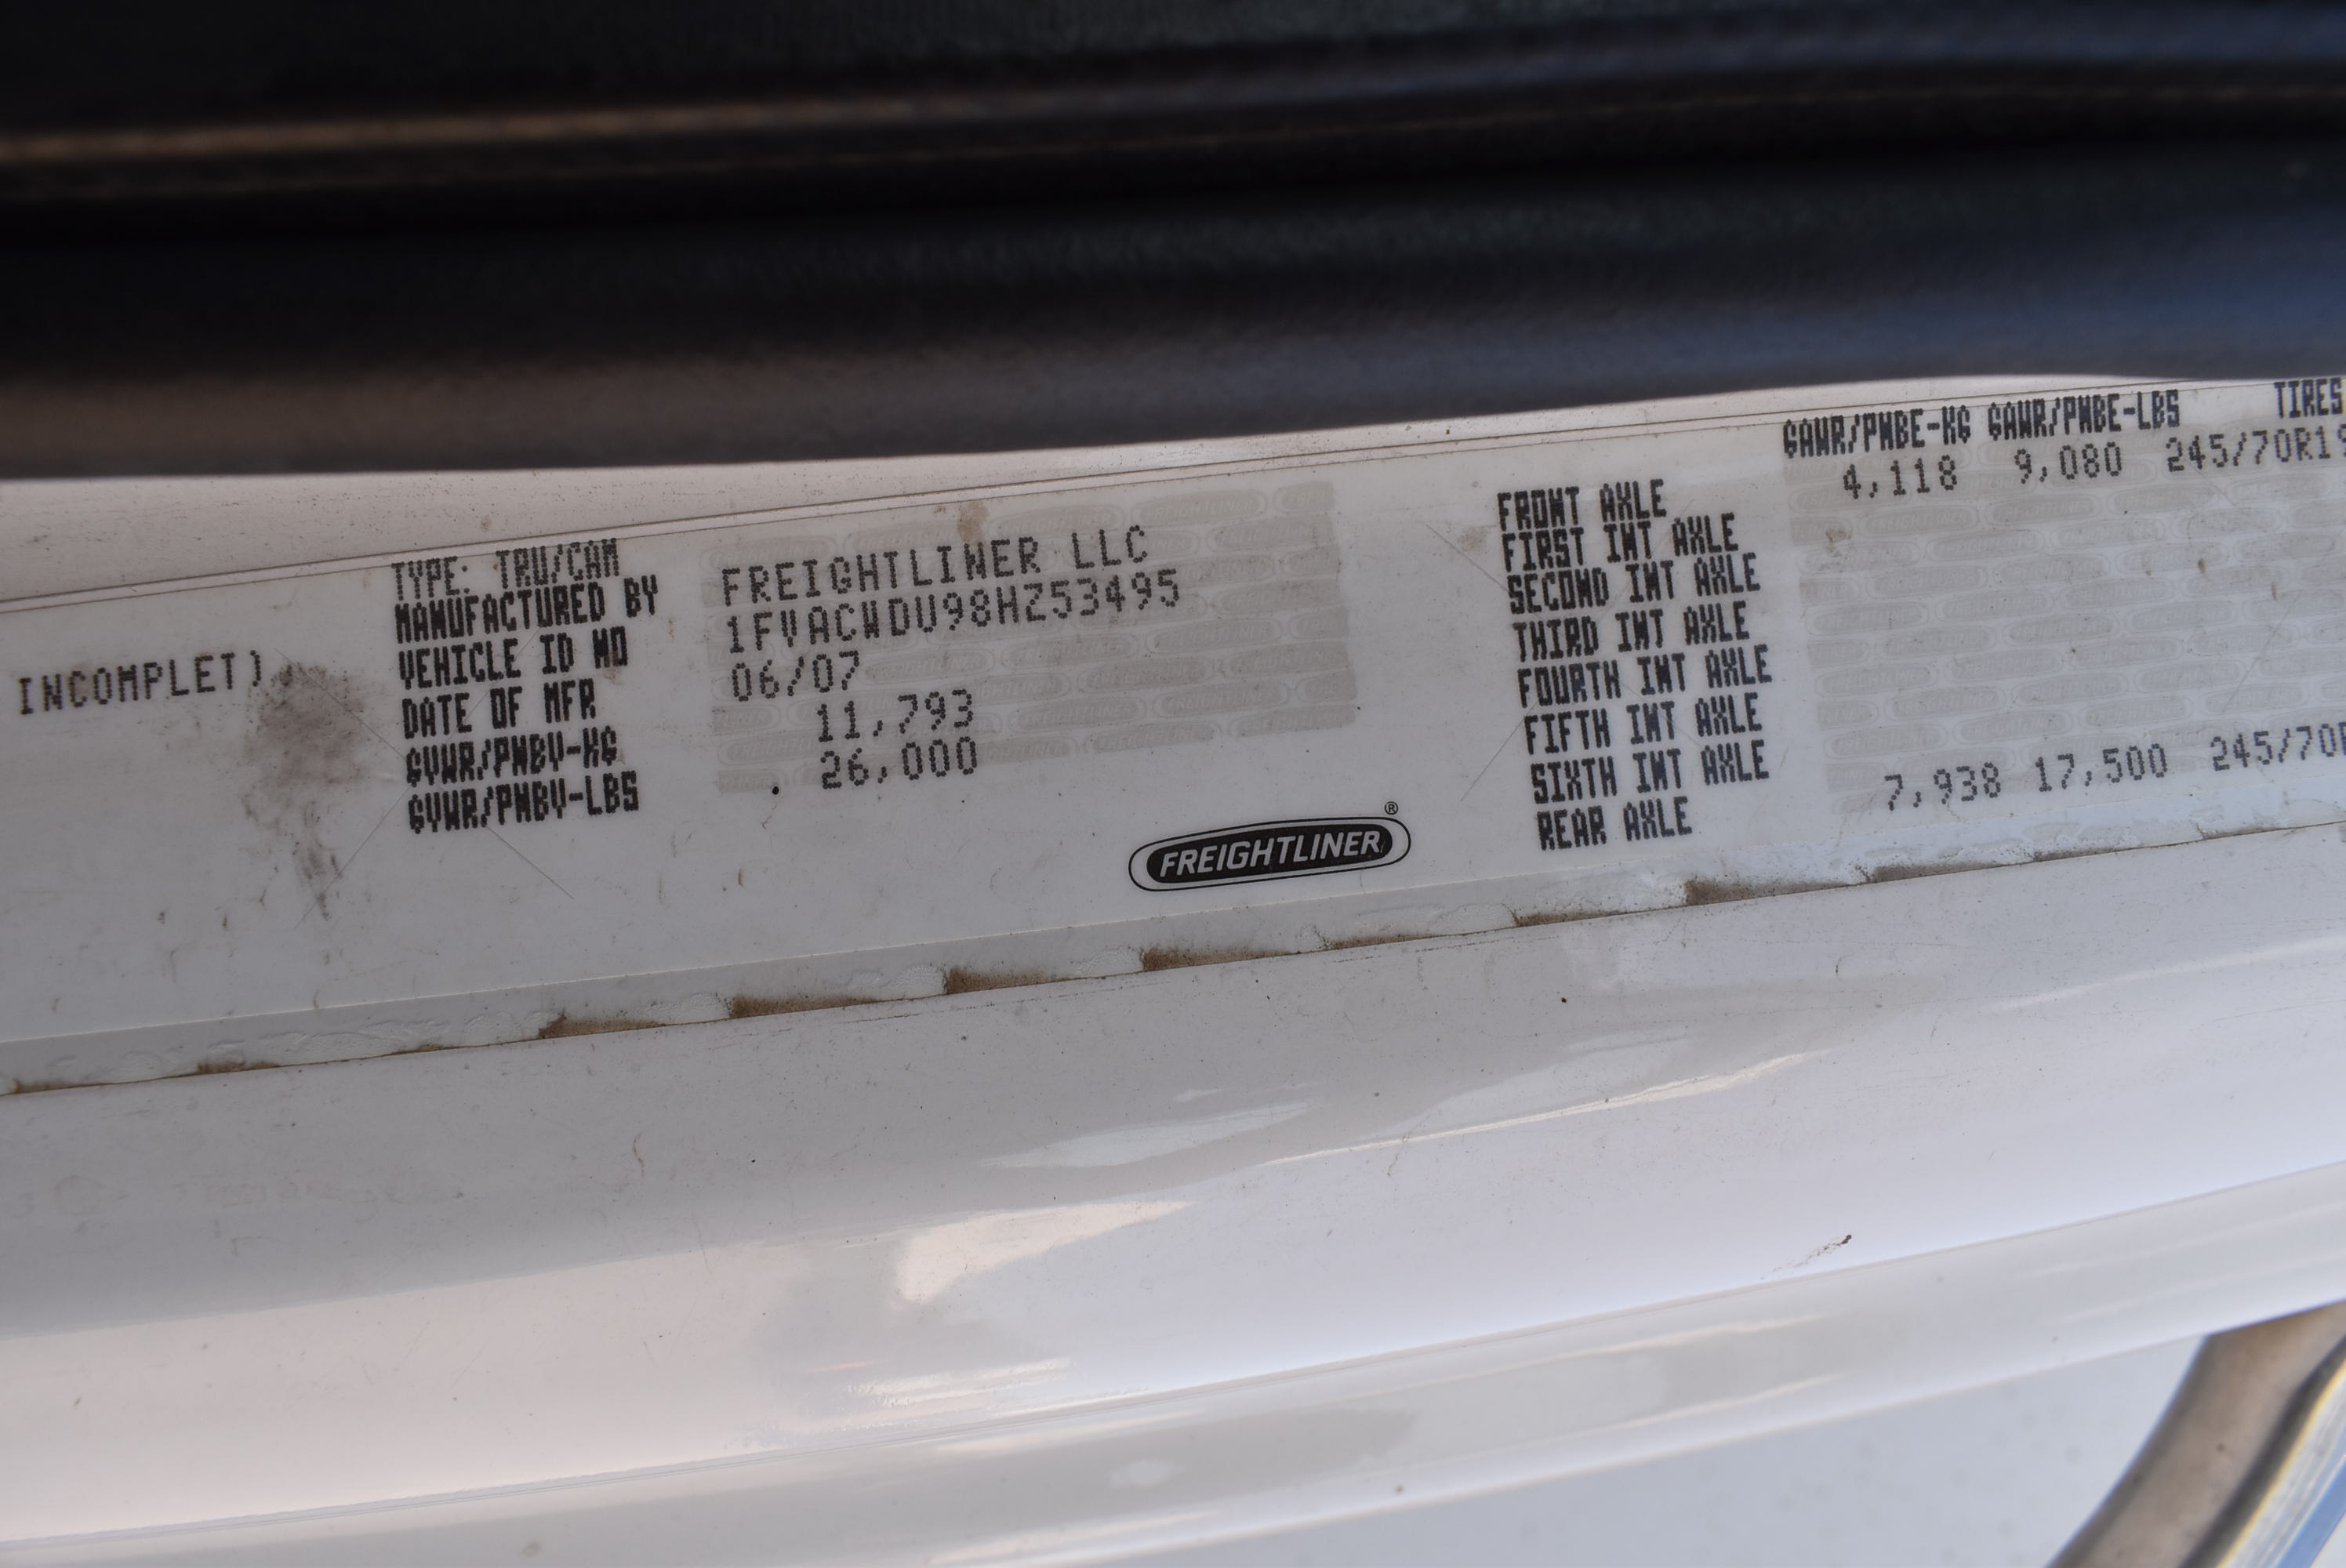 INCOMPLET)
TYPE: TRU/CAM
MANUFACTURED BY FREIGHTLINER LLC
VEHICLE ID NO 1FVACWDU98HZ53495
DATE OF MFR 06/07
GVWR/PNBV-KG 11,793
GVWR/PNBV-LBS 26,000
FREIGHTLINER®
GAWR/PNBE-KG GAWR/PNBE-LBS TIRES
FRONT AXLE 4,118 9,080 245/70R19
FIRST INT AXLE
SECOND INT AXLE
THIRD INT AXLE
FOURTH INT AXLE
FIFTH INT AXLE
SIXTH INT AXLE
REAR AXLE 7,938 17,500 245/70R